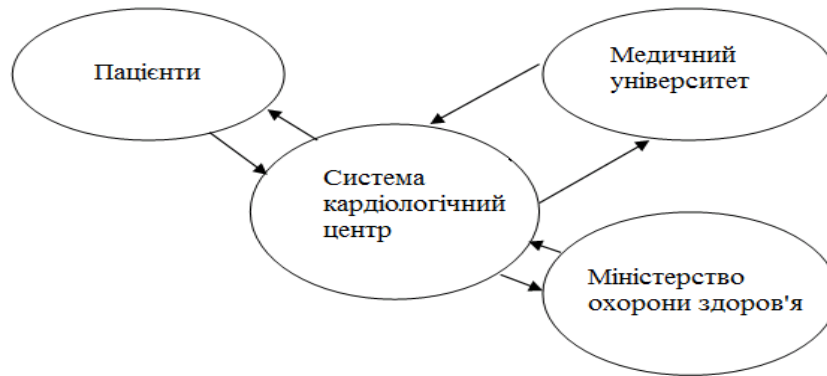 Пацієнти
Медичний
університет
Система
кардіологічний
центр
Міністерство
охорони здоров'я